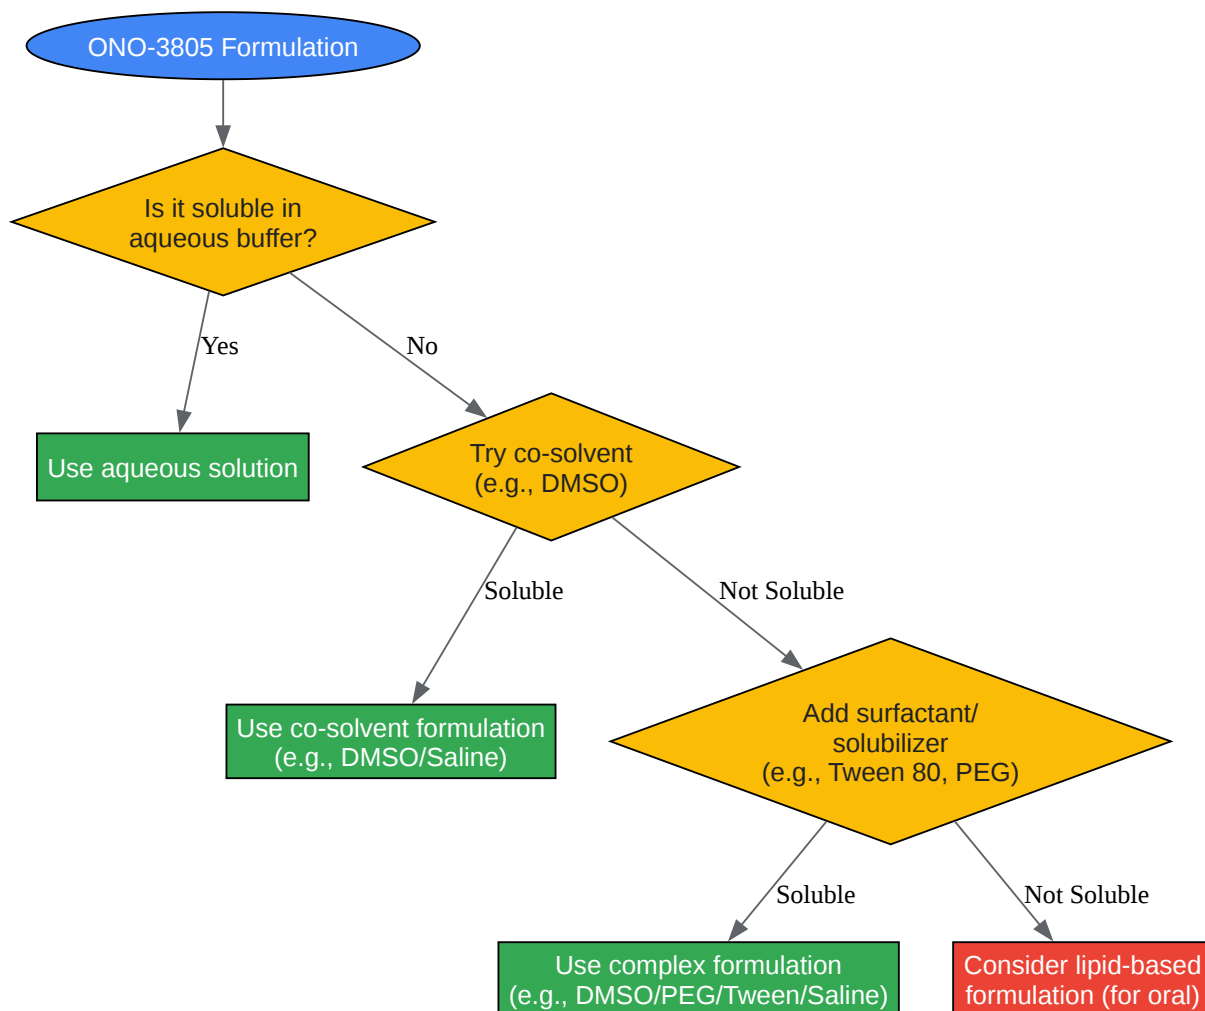 ONO-3805 Formulation
Is it soluble in
aqueous buffer?
Yes
No
Use aqueous solution
Try co-solvent
(e.g., DMSO)
Soluble
Not Soluble
Use co-solvent formulation
(e.g., DMSO/Saline)
Add surfactant/
solubilizer
(e.g., Tween 80, PEG)
Soluble
Not Soluble
Use complex formulation
(e.g., DMSO/PEG/Tween/Saline)
Consider lipid-based
formulation (for oral)